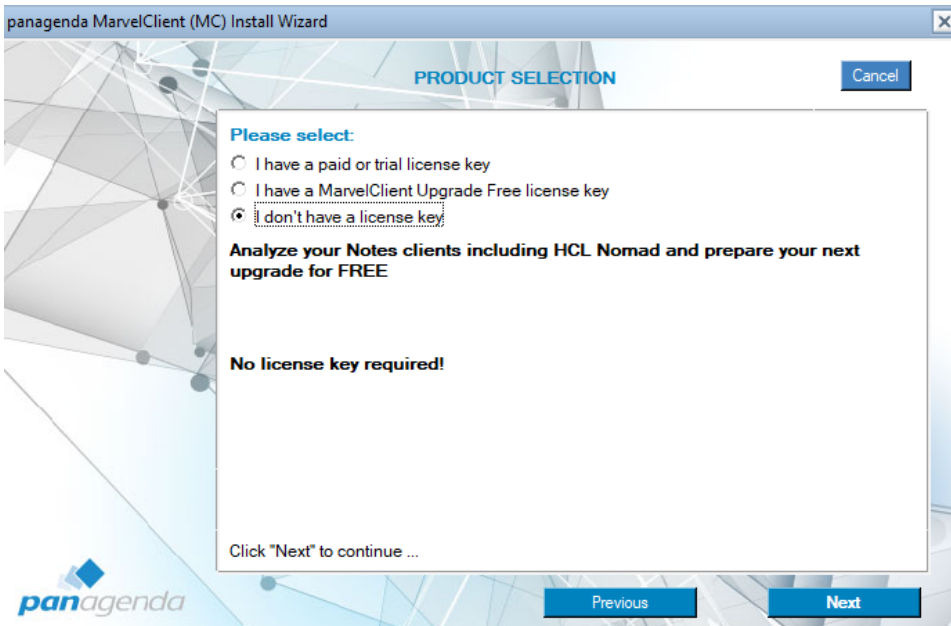 panagenda MarvelClient (MC) Install Wizard
PRODUCT SELECTION
Cancel
Please select:
I have a paid or trial license key
I have a MarvelClient Upgrade Free license key
I don't have a license key
Analyze your Notes clients including HCL Nomad and prepare your next
upgrade for FREE
No license key required!
Click "Next" to continue ...
panagenda
Previous
Next